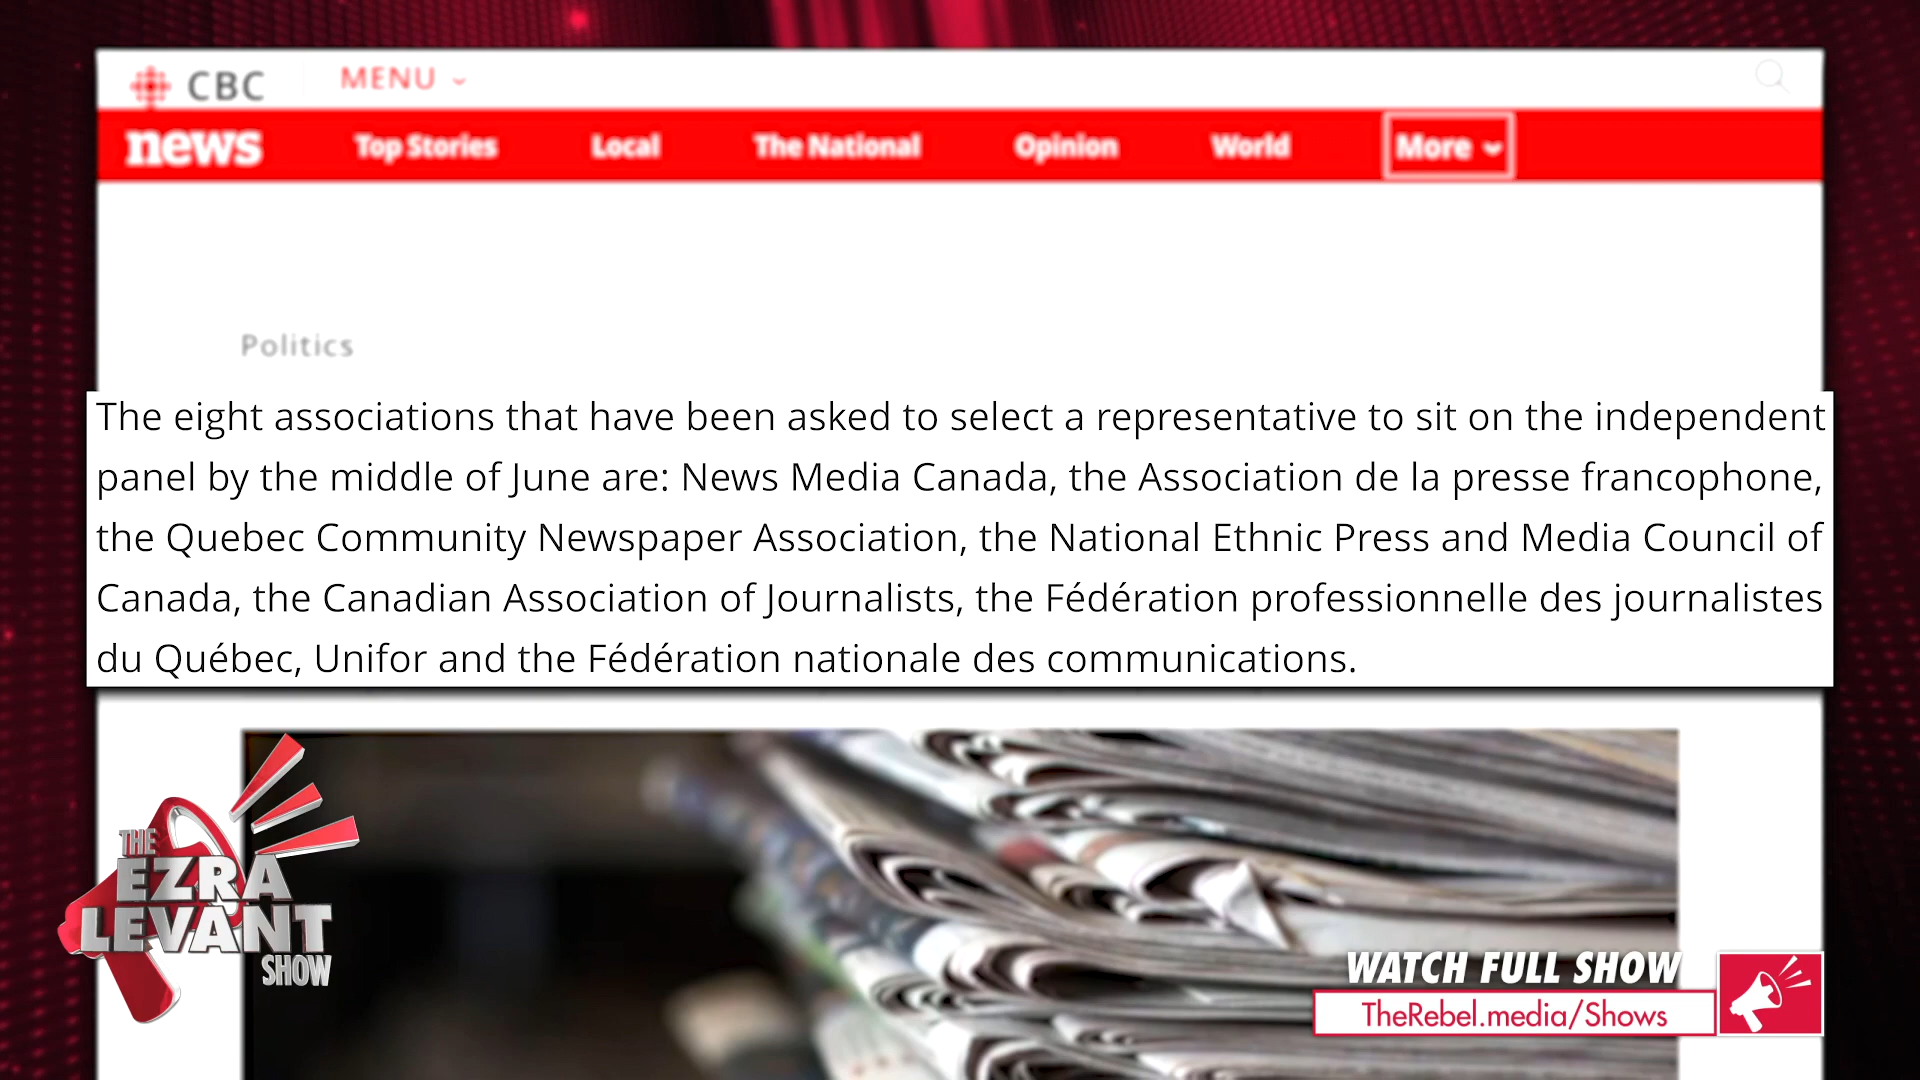 CBC
MENU
news
Top Stories
Local
The National
Opinion
World
More
Politics
The eight associations that have been asked to select a representative to sit on the independent
panel by the middle of June are: News Media Canada, the Association de la presse francophone,
the Quebec Community Newspaper Association, the National Ethnic Press and Media Council of
Canada, the Canadian Association of Journalists, the Fédération professionnelle des journalistes
du Québec, Unifor and the Fédération nationale des communications.
THE
EZRA
LEVANT
SHOW
WATCH FULL SHOW
TheRebel.media/Shows